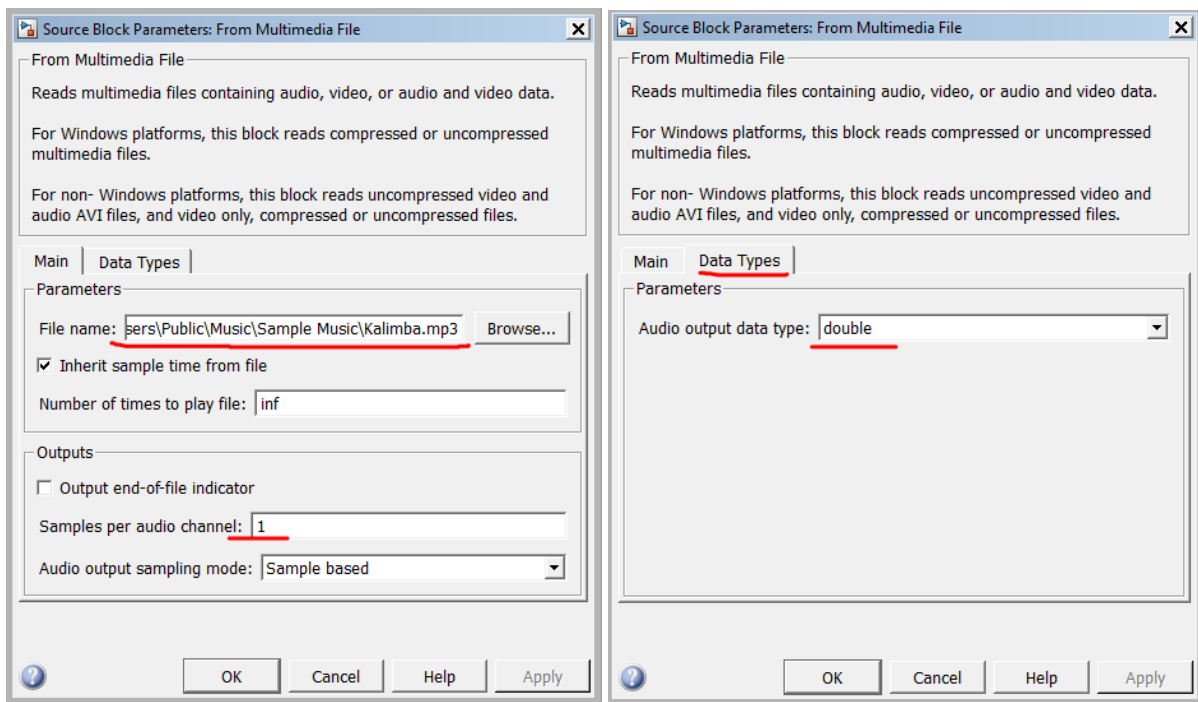 Source Block Parameters: From Multimedia File
From Multimedia File
Reads multimedia files containing audio, video, or audio and video data.
For Windows platforms, this block reads compressed or uncompressed
multimedia files.
For non- Windows platforms, this block reads uncompressed video and
audio AVI files, and video only, compressed or uncompressed files.
Main Data Types
Parameters
File name: sers\Public\Music\Sample Music\Kalimba.mp3 Browse...
Inherit sample time from file
Number of times to play file: inf
Outputs
Output end-of-file indicator
Samples per audio channel: 1
Audio output sampling mode: Sample based
OK Cancel Help Apply
Source Block Parameters: From Multimedia File
From Multimedia File
Reads multimedia files containing audio, video, or audio and video data.
For Windows platforms, this block reads compressed or uncompressed
multimedia files.
For non- Windows platforms, this block reads uncompressed video and
audio AVI files, and video only, compressed or uncompressed files.
Main Data Types
Parameters
Audio output data type: double
OK Cancel Help Apply